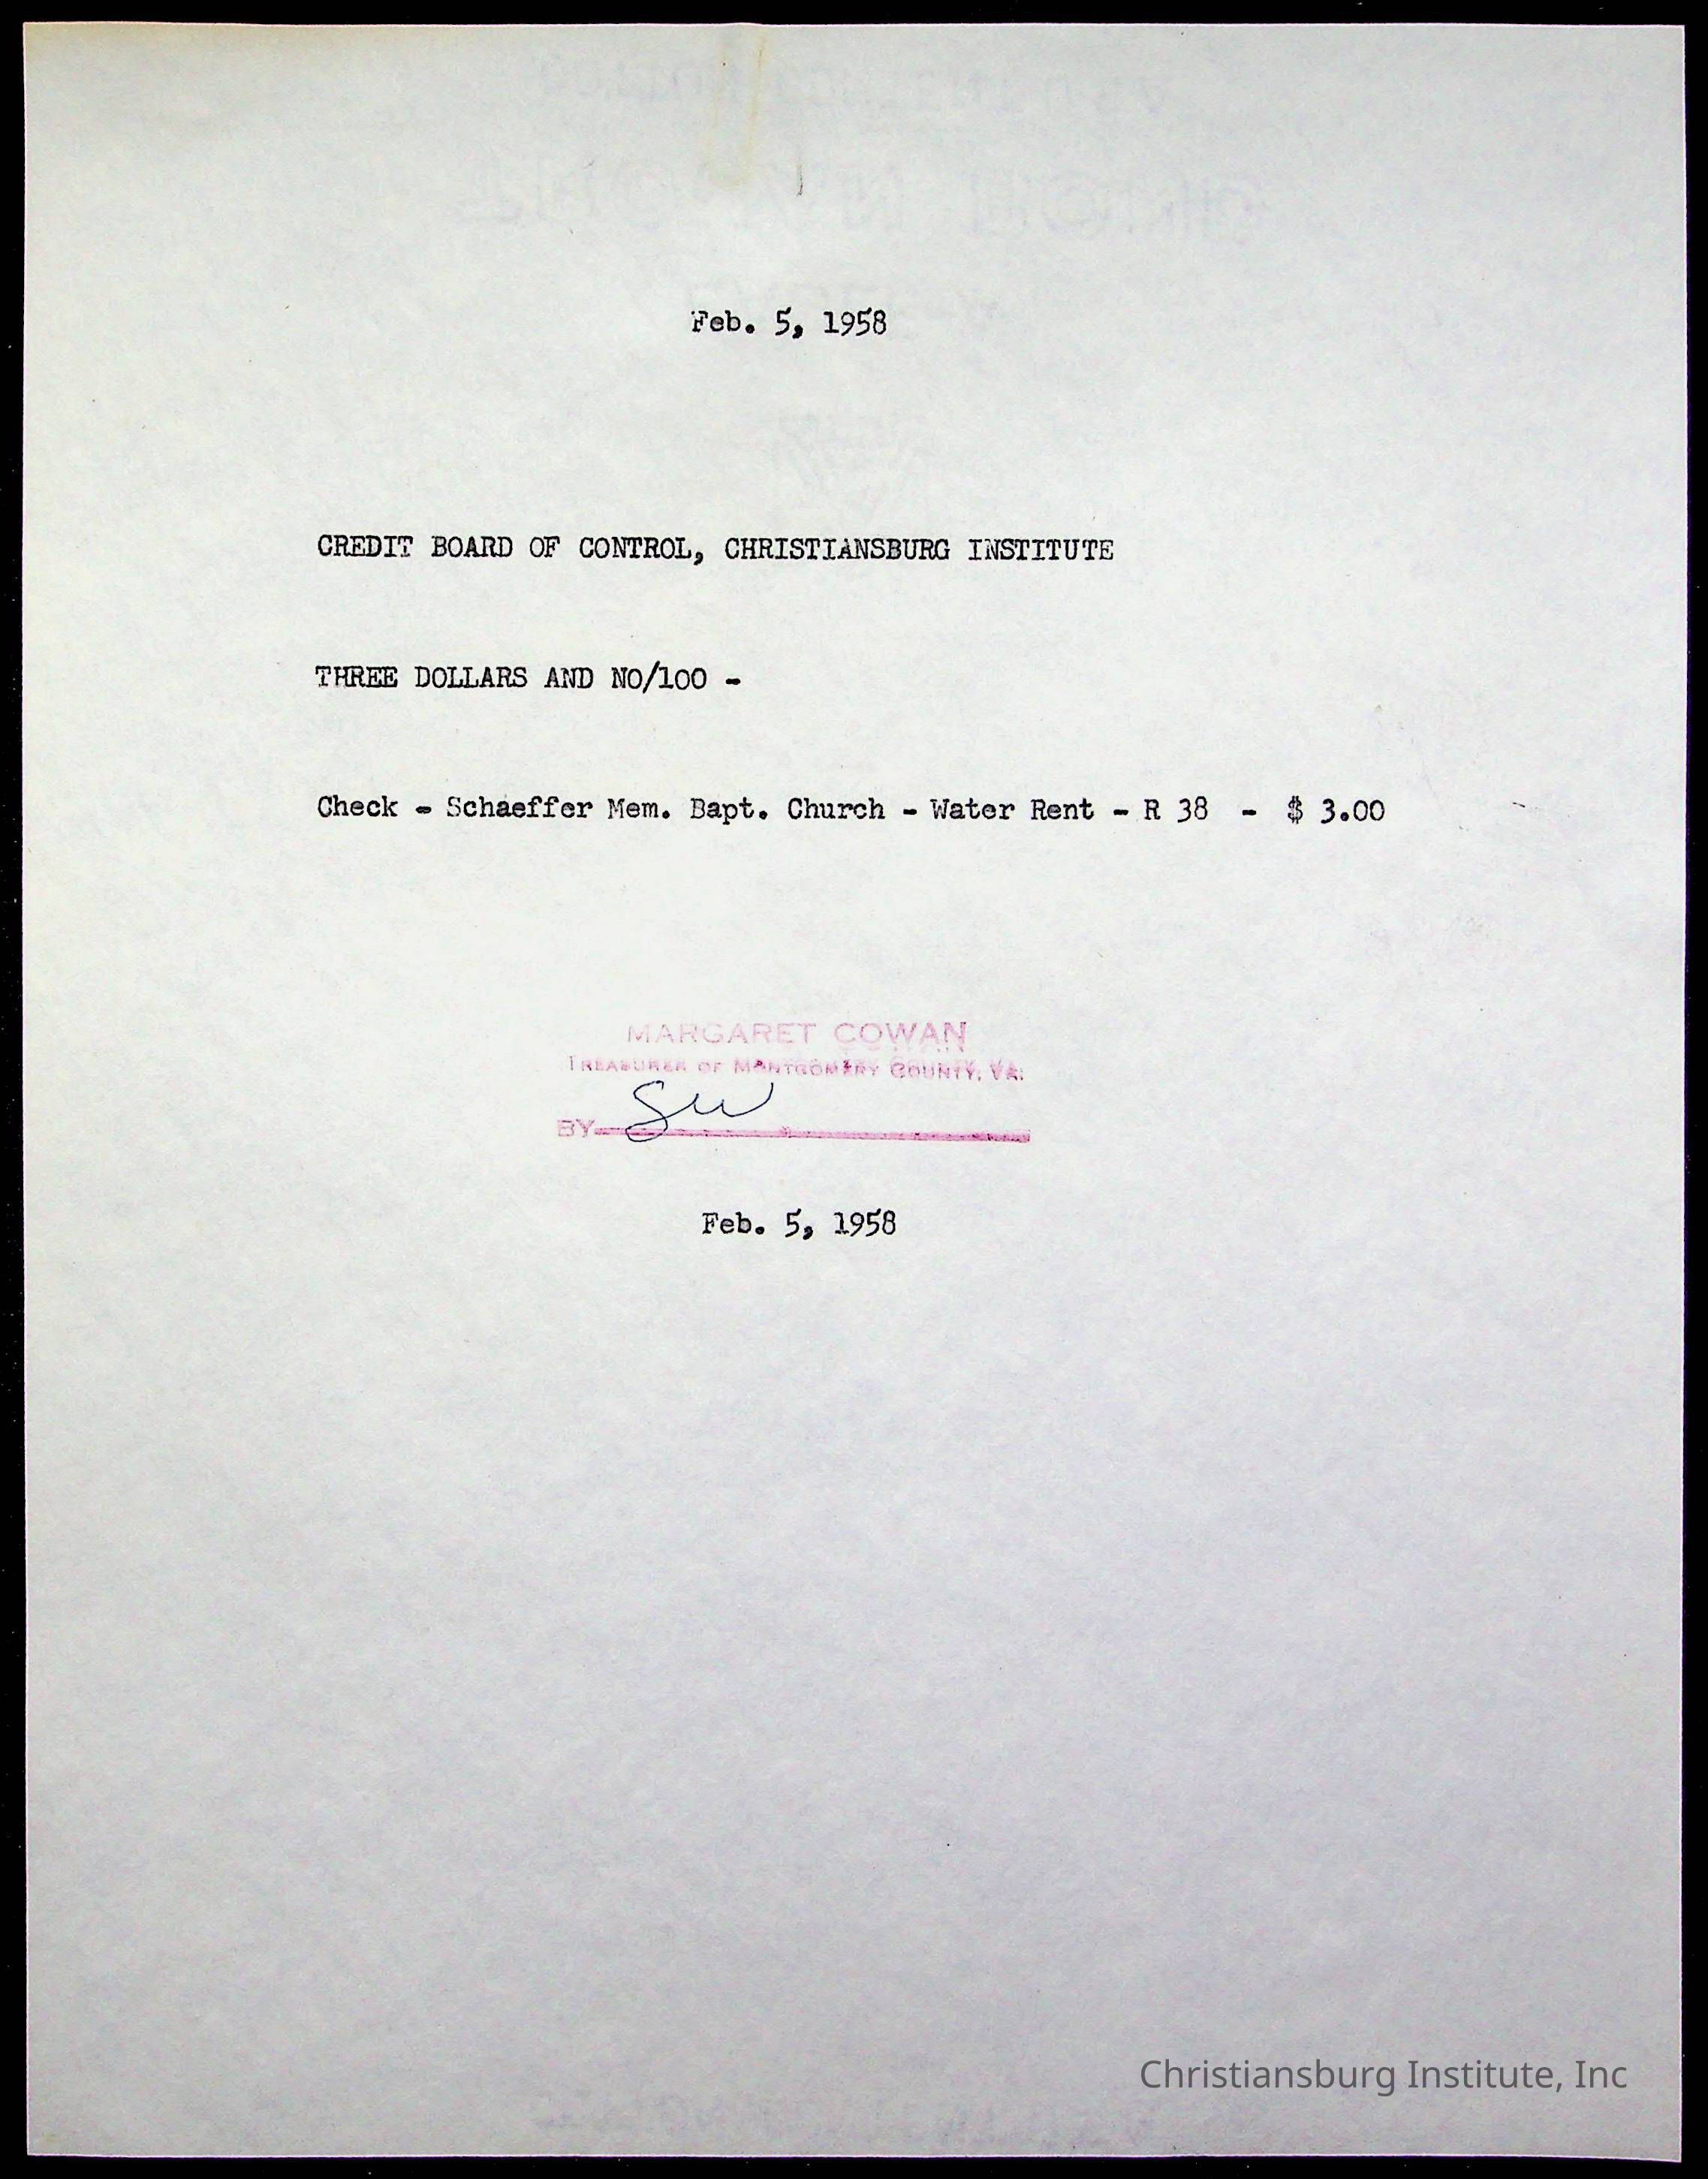 Feb. 5, 1958
CREDIT BOARD OF CONTROL, CHRISTIANSBURG INSTITUTE
THREE DOLLARS AND NO/100 -
Check - Schaeffer Mem. Bapt. Church - Water Rent - R 38 - $ 3.00
MARGARET COWAN
TREASURER OF MONTGOMERY COUNTY, VA.
BY SW
Feb. 5, 1958
Christiansburg Institute, Inc